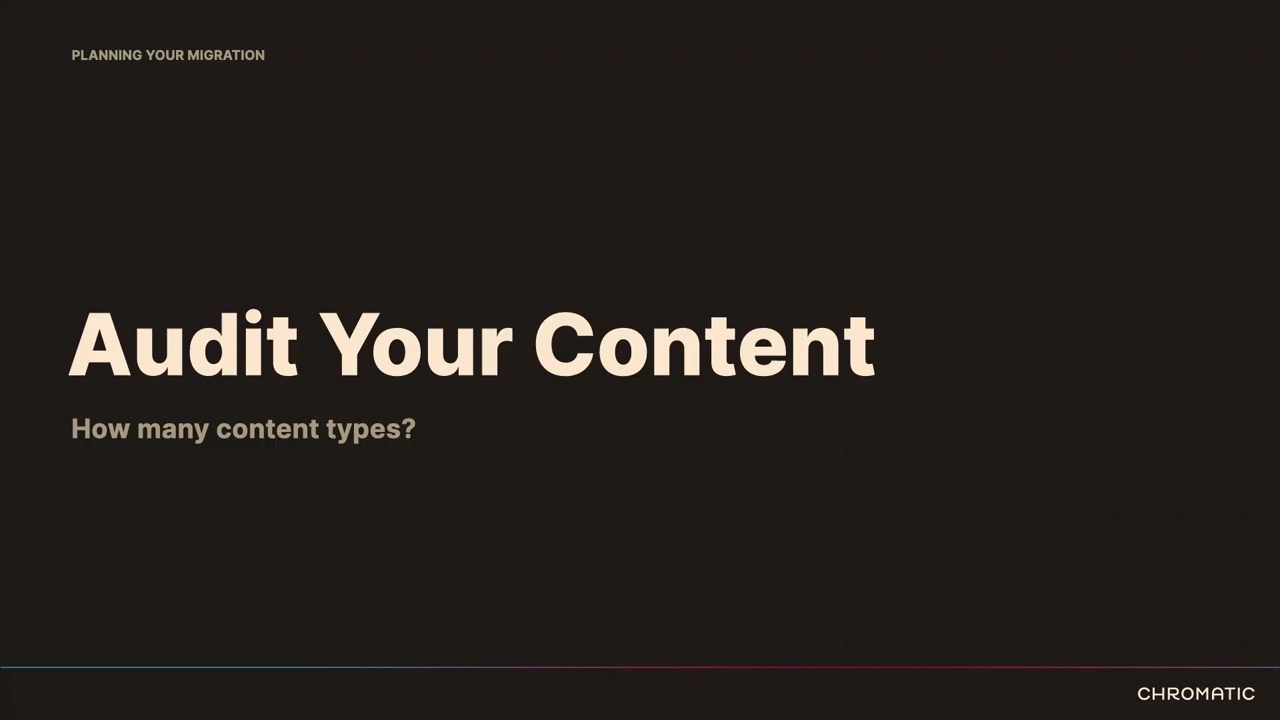 PLANNING YOUR MIGRATION
Audit Your Content
How many content types?
CHROMATIC